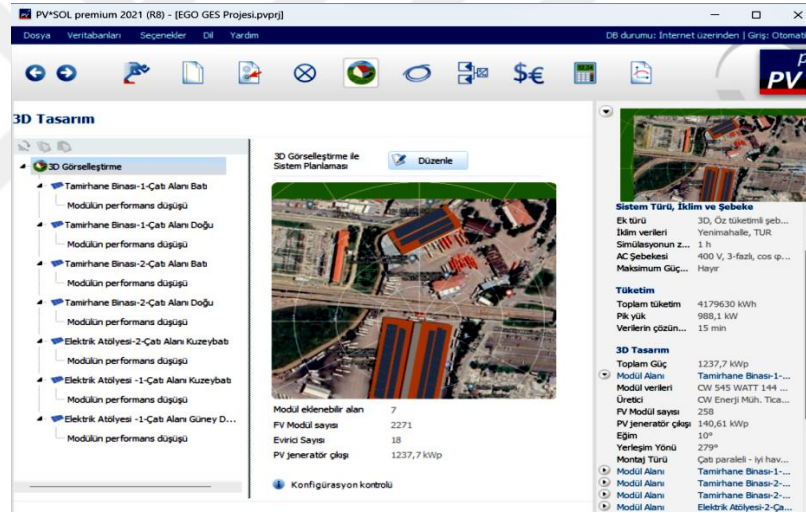 PV*SOL premium 2021 (R8) - [EGO GES Projesi.pvprj]
Dosya Veritabanları Seçenekler Dil Yardım
DB durumu: İnternet üzerinden | Giriş: Otomati
PV
3D Tasarım
3D Görselleştirme
Tamirhane Binası-1-Çatı Alanı Batı
Modülün performans düşüşü
Tamirhane Binası-1-Çatı Alanı Doğu
Modülün performans düşüşü
Tamirhane Binası-2-Çatı Alanı Batı
Modülün performans düşüşü
Tamirhane Binası-2-Çatı Alanı Doğu
Modülün performans düşüşü
Elektrik Atölyesi-2-Çatı Alanı Kuzeybatı
Modülün performans düşüşü
Elektrik Atölyesi -1-Çatı Alanı Kuzeybatı
Modülün performans düşüşü
Elektrik Atölyesi -1-Çatı Alanı Güney D...
Modülün performans düşüşü
3D Görselleştirme ile
Sistem Planlaması
Düzenle
Modül eklenebilir alan 7
FV Modül sayısı 2271
Evirici Sayısı 18
PV jeneratör çıkışı 1237,7 kWp
Konfigürasyon kontrolü
Sistem Türü, İklim ve Şebeke
Ek türü 3D, Öz tüketimli şeb...
İklim verileri Yenimahalle, TUR
Simülasyonun z... 1 h
AC Şebekesi 400 V, 3-fazlı, cos φ...
Maksimum Güç... Hayır
Tüketim
Toplam tüketim 4179630 kWh
Pik yük 988,1 kW
Verilerin çözün... 15 min
3D Tasarım
Toplam Güç 1237,7 kWp
Modül Alanı Tamirhane Binası-1-...
Modül verileri CW 545 WATT 144 ...
Üretici CW Enerji Müh. Tica...
FV Modül sayısı 258
PV jeneratör çıkışı 140,61 kWp
Eğim 10°
Yerleşim Yönü 279°
Montaj Türü Çatı paraleli - iyi hav...
Modül Alanı Tamirhane Binası-1-...
Modül Alanı Tamirhane Binası-2-...
Modül Alanı Tamirhane Binası-2-...
Modül Alanı Elektrik Atölyesi-2-Ça...